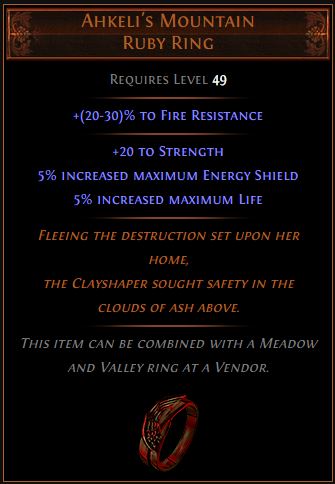 Ahkeli's Mountain
Ruby Ring
Requires Level 49
+(20-30)% to Fire Resistance
+20 to Strength
5% increased maximum Energy Shield
5% increased maximum Life
Fleeing the destruction set upon her
home,
the Clayshaper sought safety in the
clouds of ash above.
This item can be combined with a Meadow
and Valley ring at a Vendor.